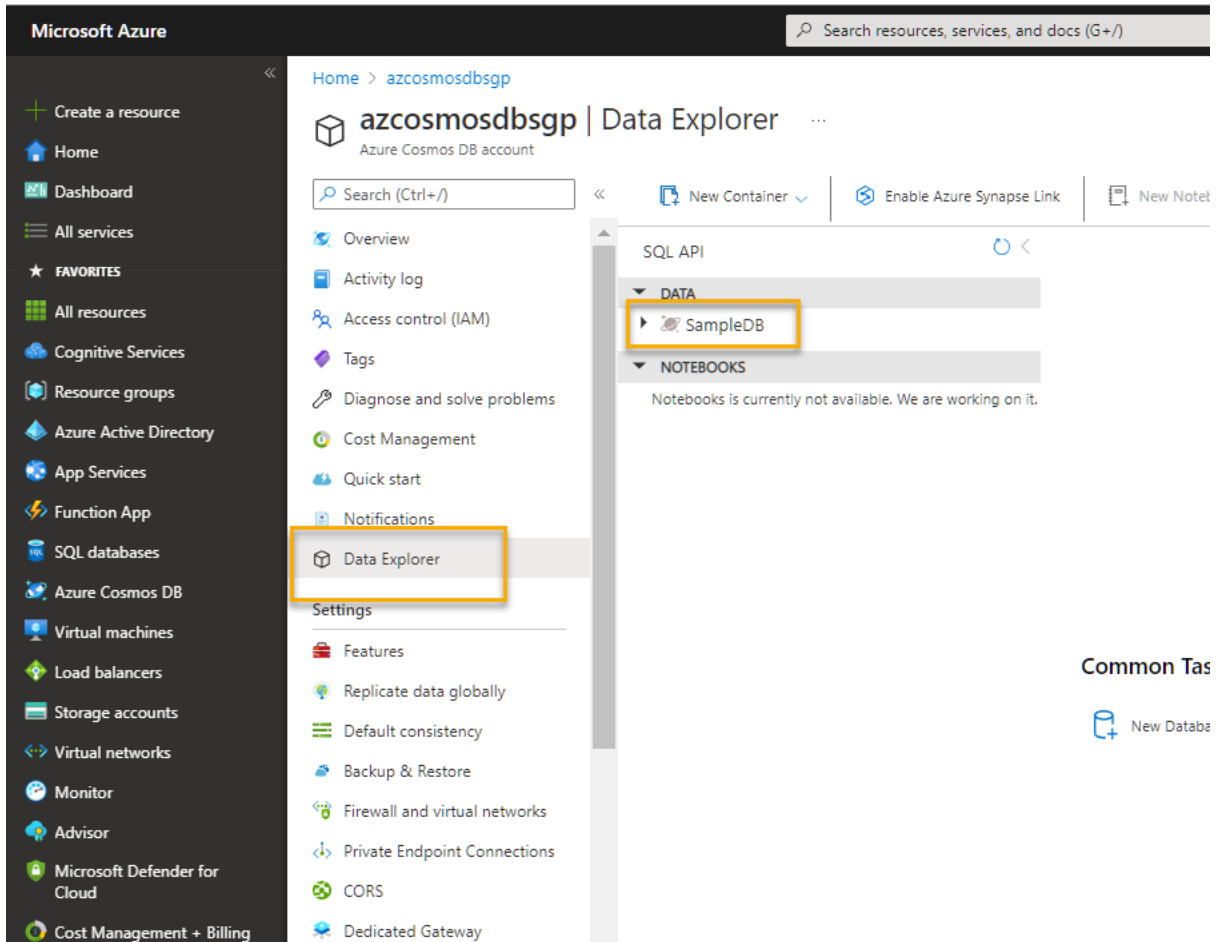 Microsoft Azure
Search resources, services, and docs (G+/)
Create a resource
Home
Dashboard
All services
FAVORITES
All resources
Cognitive Services
Resource groups
Azure Active Directory
App Services
Function App
SQL databases
Azure Cosmos DB
Virtual machines
Load balancers
Storage accounts
Virtual networks
Monitor
Advisor
Microsoft Defender for
Cloud
Cost Management + Billing
Home > azcosmosdbsgp
azcosmosdbsgp | Data Explorer ...
Azure Cosmos DB account
Search (Ctrl+/)
Overview
Activity log
Access control (IAM)
Tags
Diagnose and solve problems
Cost Management
Quick start
Notifications
Data Explorer
Settings
Features
Replicate data globally
Default consistency
Backup & Restore
Firewall and virtual networks
Private Endpoint Connections
CORS
Dedicated Gateway
New Container
Enable Azure Synapse Link
New Noteb
SQL API
DATA
SampleDB
NOTEBOOKS
Notebooks is currently not available. We are working on it.
Common Tas
New Databa